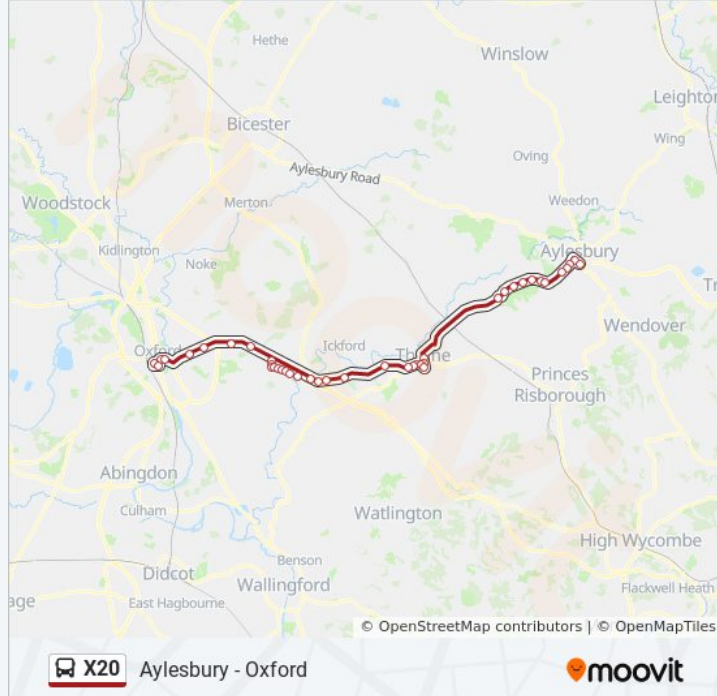 Hethe
Winslow
Leighton
Bicester
Wing
Oving
Aylesbury Road
Weedon
Woodstock
Merton
Kidlington
Aylesbury
Noke
Tr
Wendover
Ickford
Oxford
Thame
Princes
Risborough
Abingdon
Culham
Watlington
High Wycombe
Benson
Didcot
Wallingford
Flackwell Heath
age
East Hagbourne
© OpenStreetMap contributors | © OpenMapTiles
X20 Aylesbury - Oxford
moovit